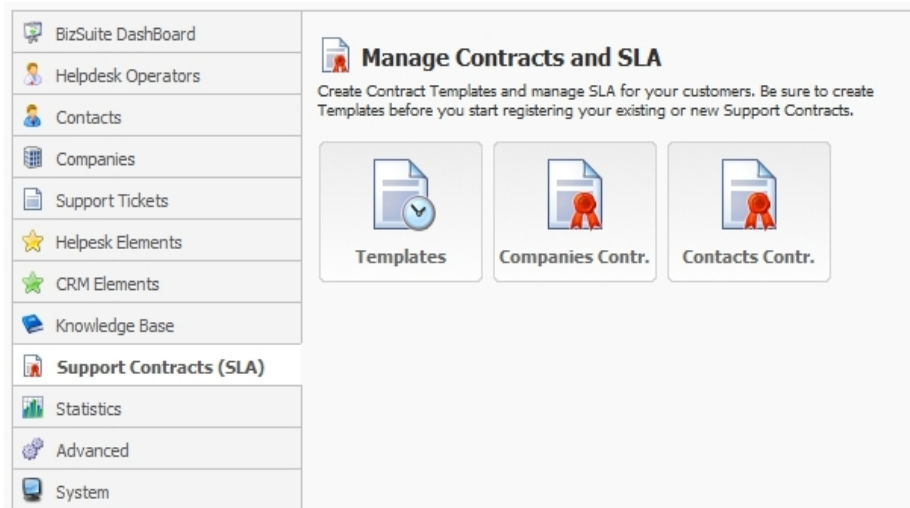 BizSuite DashBoard
Helpdesk Operators
Contacts
Companies
Support Tickets
Helpesk Elements
CRM Elements
Knowledge Base
Support Contracts (SLA)
Statistics
Advanced
System
Manage Contracts and SLA
Create Contract Templates and manage SLA for your customers. Be sure to create
Templates before you start registering your existing or new Support Contracts.
Templates
Companies Contr.
Contacts Contr.